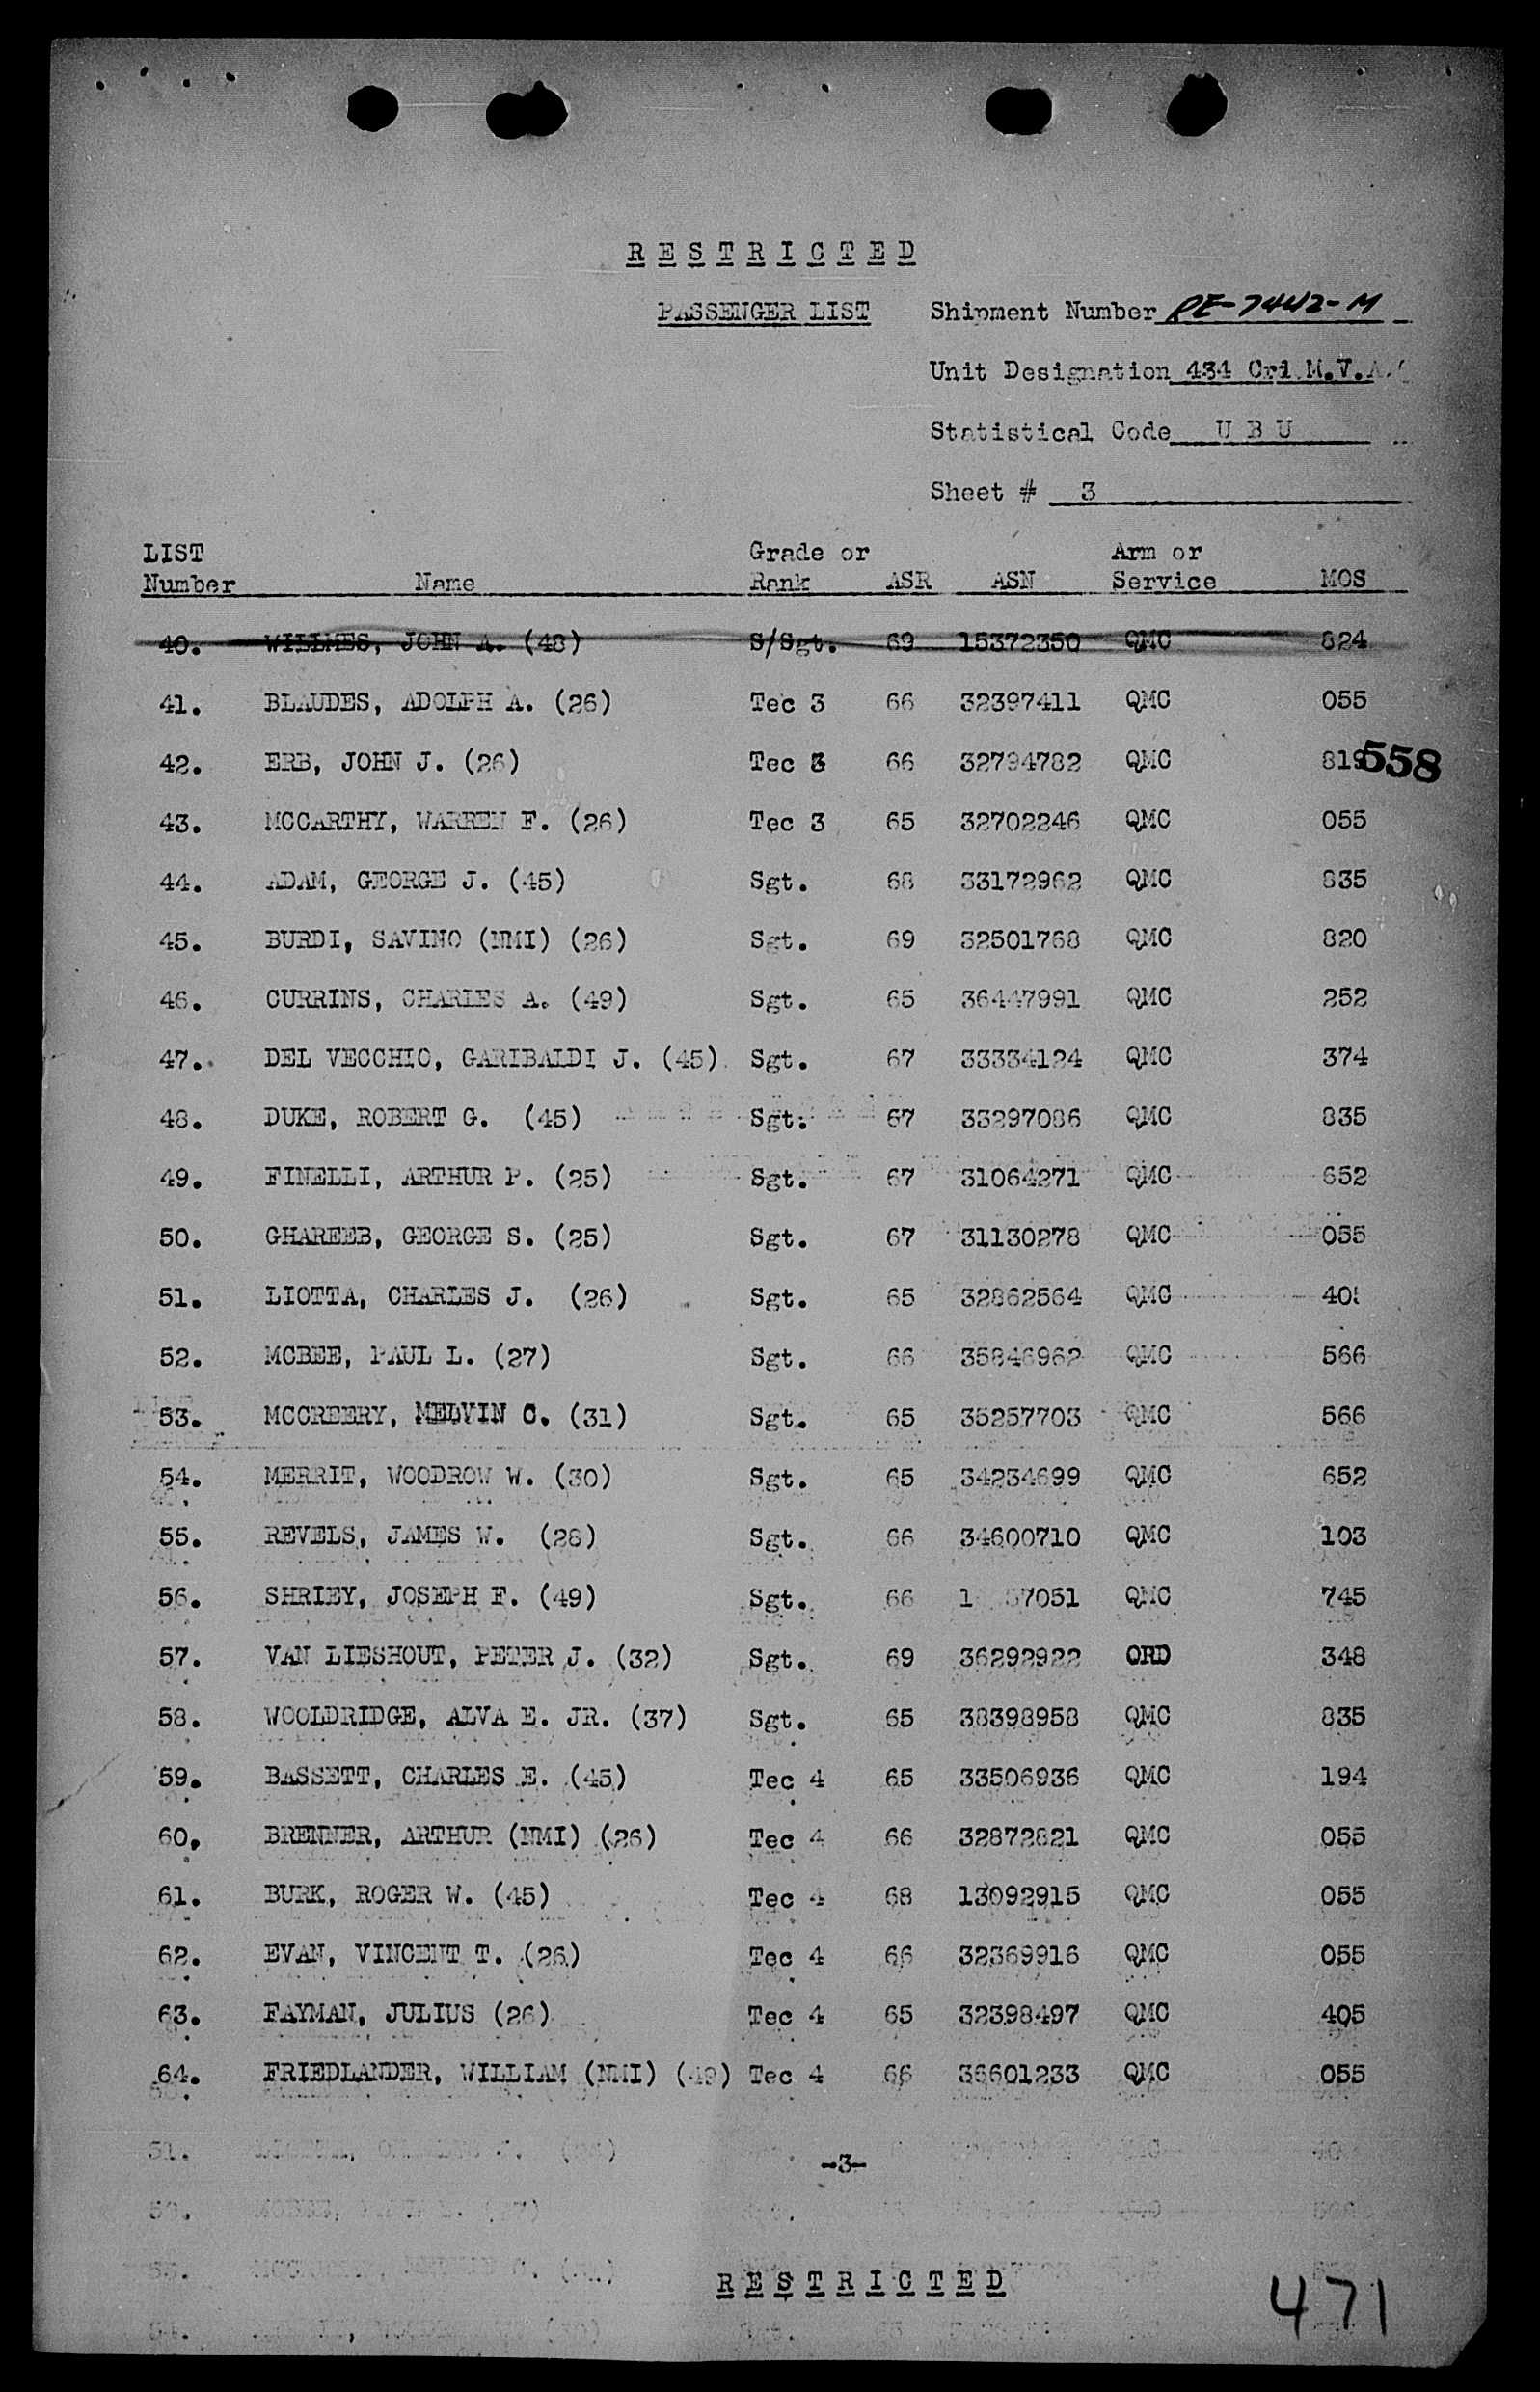 RESTRICTED
PASSENGER LIST Shipment Number RE-7442-M
Unit Designation 434 Cri M.V.A.
Statistical Code U B U
Sheet # 3
LIST Grade or Arm or
Number Name Rank ASR ASN Service MOS
40. WILLMES, JOHN A. (48) S/Sgt. 69 15372350 QMC 824
41. BLAUDES, ADOLPH A. (26) Tec 3 66 32397411 QMC 055
42. ERB, JOHN J. (26) Tec 3 66 32794782 QMC 819 558
43. MCCARTHY, WARREN F. (26) Tec 3 65 32702246 QMC 055
44. ADAM, GEORGE J. (45) Sgt. 68 33172962 QMC 835
45. BURDI, SAVINO (NMI) (26) Sgt. 69 32501768 QMC 820
46. CURRINS, CHARLES A. (49) Sgt. 65 36447991 QMC 252
47. DEL VECCHIO, GARIBALDI J. (45) Sgt. 67 33334124 QMC 374
48. DUKE, ROBERT G. (45) Sgt. 67 33297086 QMC 835
49. FINELLI, ARTHUR P. (25) Sgt. 67 31064271 QMC 652
50. GHAREEB, GEORGE S. (25) Sgt. 67 31130278 QMC 055
51. LIOTTA, CHARLES J. (26) Sgt. 65 32862564 QMC
52. MCBEE, PAUL L. (27) Sgt. 66 35846962 QMC 566
53. MCCREERY, MELVIN C. (31) Sgt. 65 35257703 QMC 566
54. MERRIT, WOODROW W. (30) Sgt. 65 34234699 QMC 652
55. REVELS, JAMES W. (28) Sgt. 66 34600710 QMC 103
56. SHRIEY, JOSEPH F. (49) Sgt. 66 QMC 745
57. VAN LIESHOUT, PETER J. (32) Sgt. 69 36292922 ORD 348
58. WOOLDRIDGE, ALVA E. JR. (37) Sgt. 65 38398958 QMC 835
59. BASSETT, CHARLES E. (45) Tec 4 65 33506936 QMC 194
60. BRENNER, ARTHUR (NMI) (26) Tec 4 66 32872821 QMC 055
61. BURK, ROGER W. (45) Tec 4 68 13092915 QMC 055
62. EVAN, VINCENT T. (26) Tec 4 66 32369916 QMC 055
63. FAYMAN, JULIUS (26) Tec 4 65 32398497 QMC 405
64. FRIEDLANDER, WILLIAM (NMI) (49) Tec 4 66 36601233 QMC 055
-3-
RESTRICTED
471